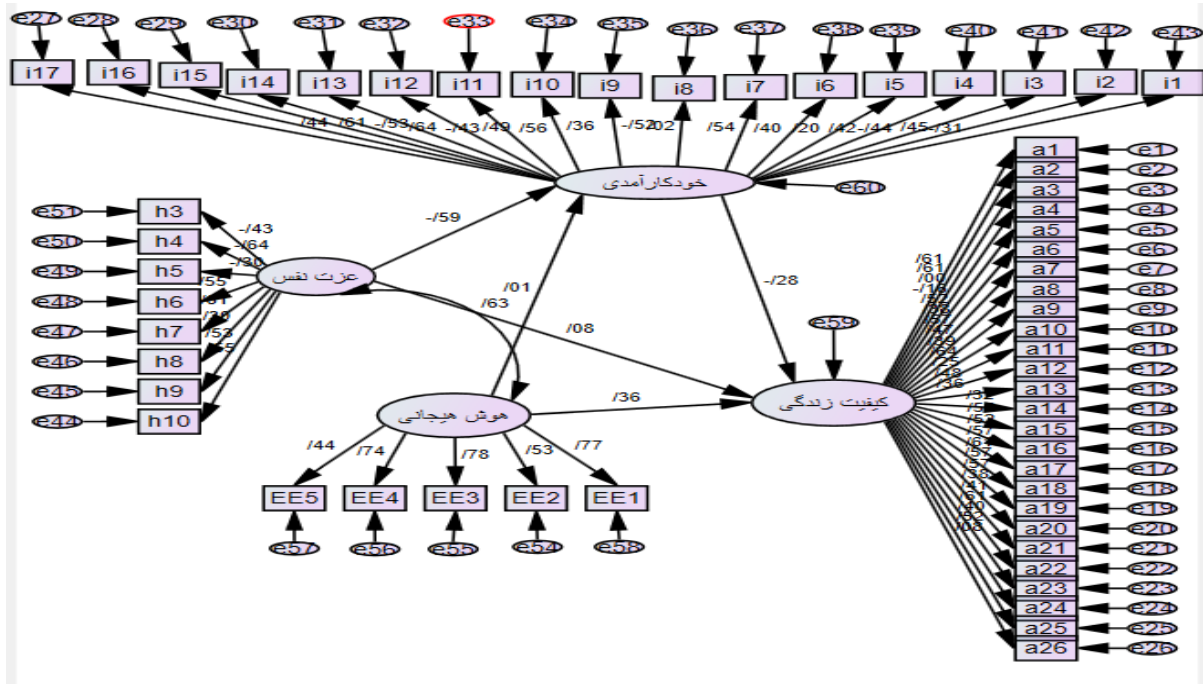 e27 e28 e29 e30 e31 e32 e33 e34 e35 e36 e37 e38 e39 e40 e41 e42 e43
i17 i16 i15 i14 i13 i12 i11 i10 i9 i8 i7 i6 i5 i4 i3 i2 i1
/44 /61 -/53 /64 -/43 /49 /56 /36 -/52 /02 /54 /40 /20 /42 -/44 /45 -/31
خودکارآمدی
e60
e51 h3
e50 h4
e49 h5
e48 h6
e47 h7
e46 h8
e45 h9
e44 h10
-/43
-/64
-/30
/55
/53
عزت نفس
-/59
/01
/63
/08
-/28
/36
هوش هیجانی
/44 /74 /78 /53 /77
EE5 EE4 EE3 EE2 EE1
e57 e56 e55 e54 e58
e59
کیفیت زندگی
/61
/61
/36
/57
/38
/41
a1 e1
a2 e2
a3 e3
a4 e4
a5 e5
a6 e6
a7 e7
a8 e8
a9 e9
a10 e10
a11 e11
a12 e12
a13 e13
a14 e14
a15 e15
a16 e16
a17 e17
a18 e18
a19 e19
a20 e20
a21 e21
a22 e22
a23 e23
a24 e24
a25 e25
a26 e26